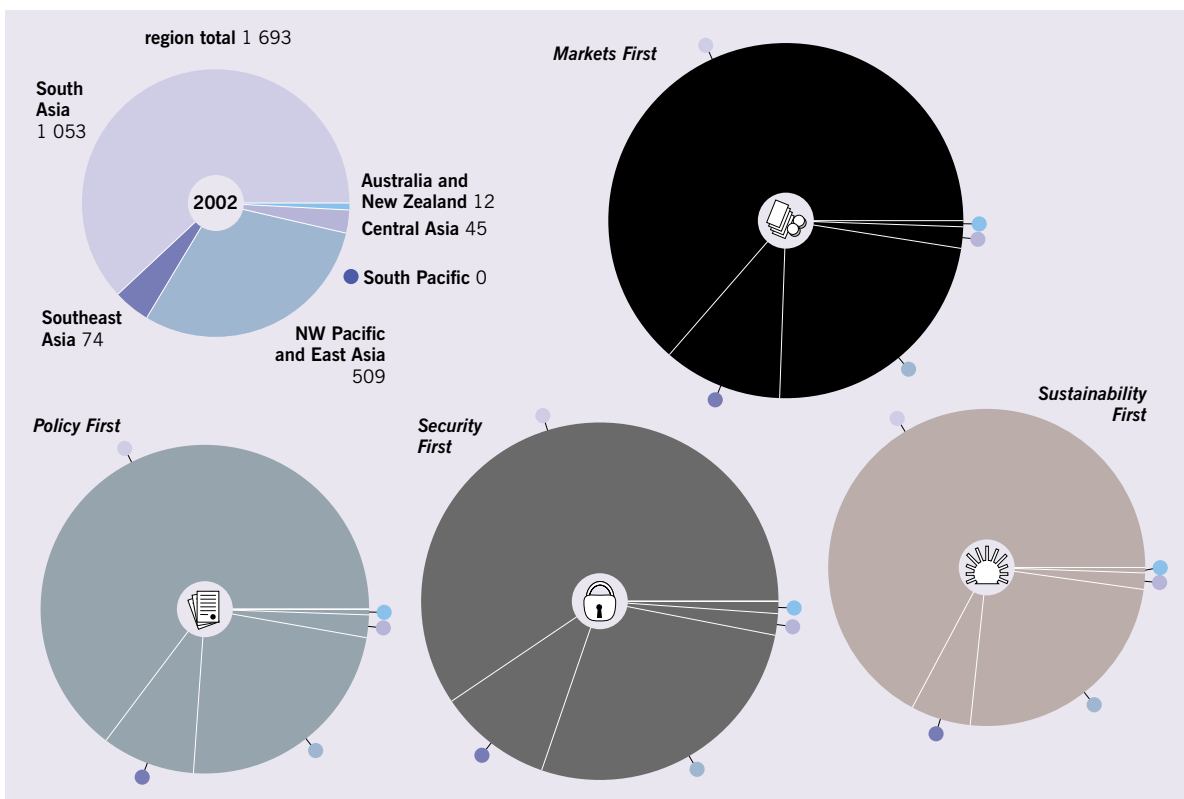 region total 1 693
South
Asia
1 053
2002
Australia and
New Zealand 12
Central Asia 45
South Pacific 0
Southeast
Asia 74
NW Pacific
and East Asia
509
Markets First
Policy First
Security
First
Sustainability
First